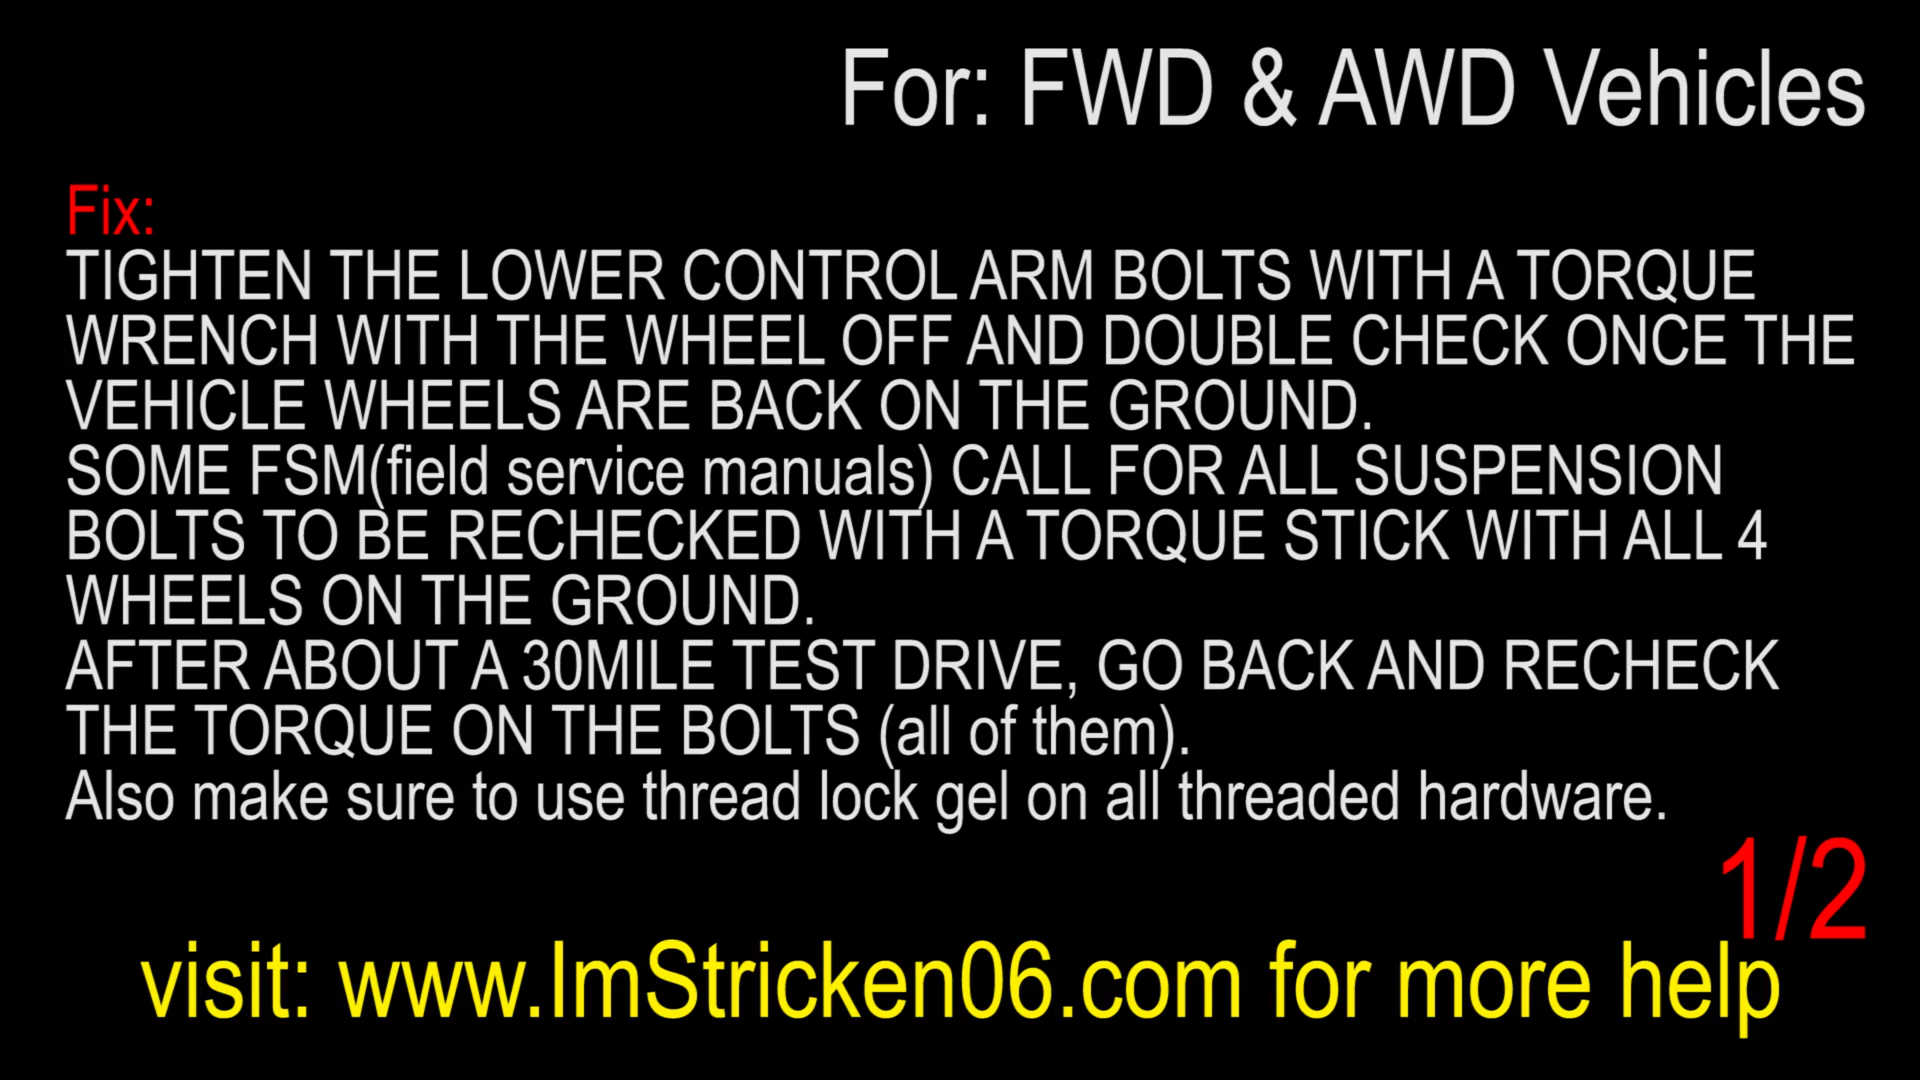 For: FWD & AWD Vehicles
Fix:
TIGHTEN THE LOWER CONTROL ARM BOLTS WITH A TORQUE
WRENCH WITH THE WHEEL OFF AND DOUBLE CHECK ONCE THE
VEHICLE WHEELS ARE BACK ON THE GROUND.
SOME FSM(field service manuals) CALL FOR ALL SUSPENSION
BOLTS TO BE RECHECKED WITH A TORQUE STICK WITH ALL 4
WHEELS ON THE GROUND.
AFTER ABOUT A 30MILE TEST DRIVE, GO BACK AND RECHECK
THE TORQUE ON THE BOLTS (all of them).
Also make sure to use thread lock gel on all threaded hardware.
1/2
visit: www.ImStricken06.com for more help